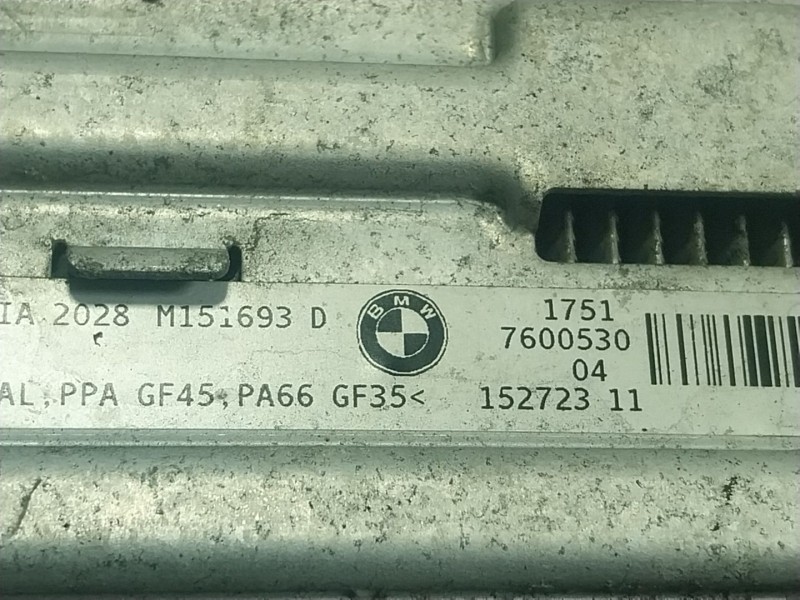 IA 2028 M151693 D
BMW
1751
7600530
04
AL,PPA GF45,PA66 GF35<
152723 11